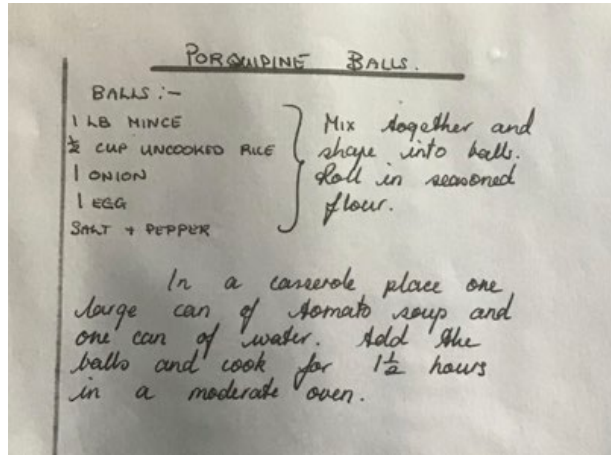 PORQUIPINE BALLS.
BALLS :-
1 LB MINCE
½ CUP UNCOOKED RICE
1 ONION
1 EGG
SALT + PEPPER
Mix together and
shape into balls.
Roll in seasoned
flour.
In a casserole place one
large can of tomato soup and
one can of water. Add the
balls and cook for 1½ hours
in a moderate oven.